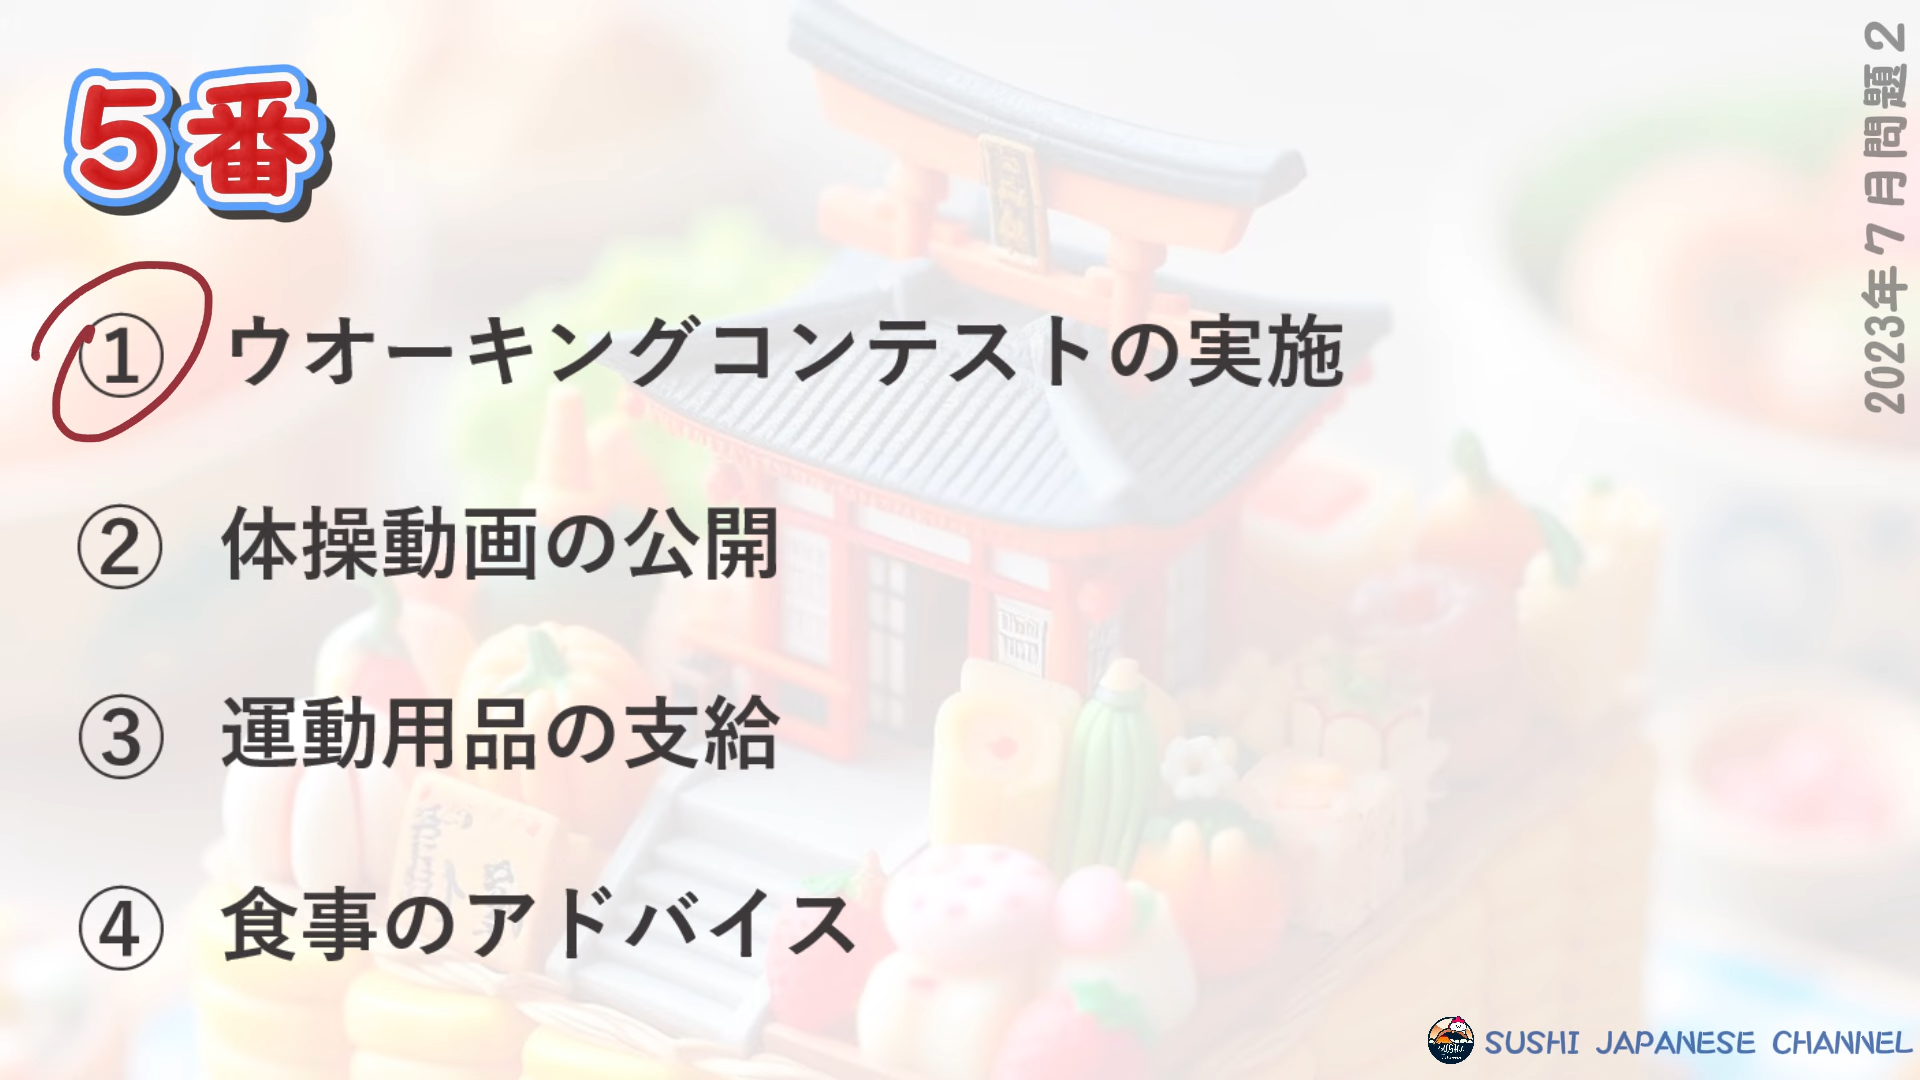 5番
① ウオーキングコンテストの実施
② 体操動画の公開
③ 運動用品の支給
④ 食事のアドバイス
2023年7月問題2
SUSHI JAPANESE CHANNEL